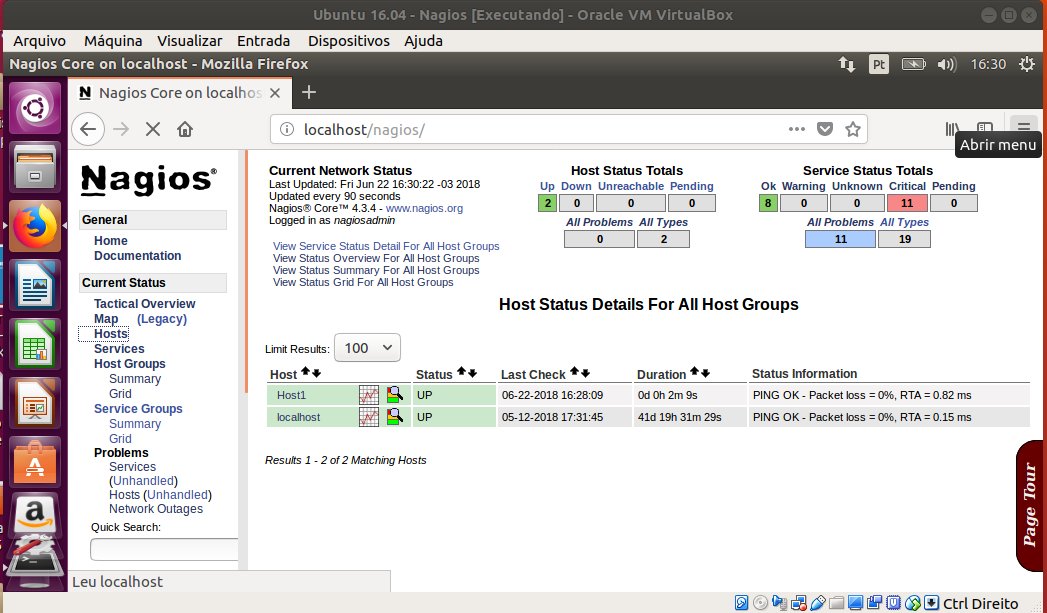 Ubuntu 16.04 - Nagios [Executando] - Oracle VM VirtualBox
Arquivo Máquina Visualizar Entrada Dispositivos Ajuda
Nagios Core on localhost - Mozilla Firefox Pt 16:30
N Nagios Core on localhos
localhost/nagios/
Abrir menu
Nagios®
General
Home
Documentation
Current Status
Tactical Overview
Map (Legacy)
Hosts
Services
Host Groups
Summary
Grid
Service Groups
Summary
Grid
Problems
Services
(Unhandled)
Hosts (Unhandled)
Network Outages
Quick Search:
Current Network Status
Last Updated: Fri Jun 22 16:30:22 -03 2018
Updated every 90 seconds
Nagios® Core™ 4.3.4 - www.nagios.org
Logged in as nagiosadmin
View Service Status Detail For All Host Groups
View Status Overview For All Host Groups
View Status Summary For All Host Groups
View Status Grid For All Host Groups
Host Status Totals
Up Down Unreachable Pending
2 0 0 0
All Problems All Types
0 2
Service Status Totals
Ok Warning Unknown Critical Pending
8 0 0 11 0
All Problems All Types
11 19
Host Status Details For All Host Groups
Limit Results: 100
Host Status Last Check Duration Status Information
Host1 UP 06-22-2018 16:28:09 0d 0h 2m 9s PING OK - Packet loss = 0%, RTA = 0.82 ms
localhost UP 05-12-2018 17:31:45 41d 19h 31m 29s PING OK - Packet loss = 0%, RTA = 0.15 ms
Results 1 - 2 of 2 Matching Hosts
Page Tour
Leu localhost
Ctrl Direito